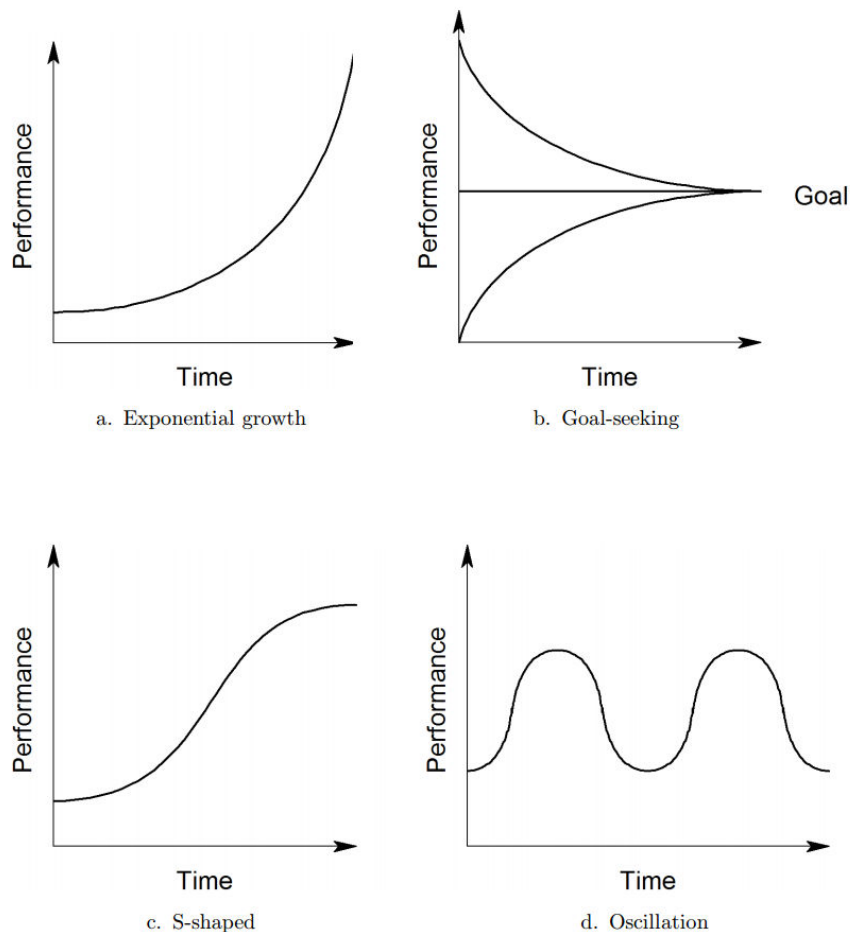 Performance
Time
a. Exponential growth
Performance
Goal
Time
b. Goal-seeking
Performance
Time
c. S-shaped
Performance
Time
d. Oscillation